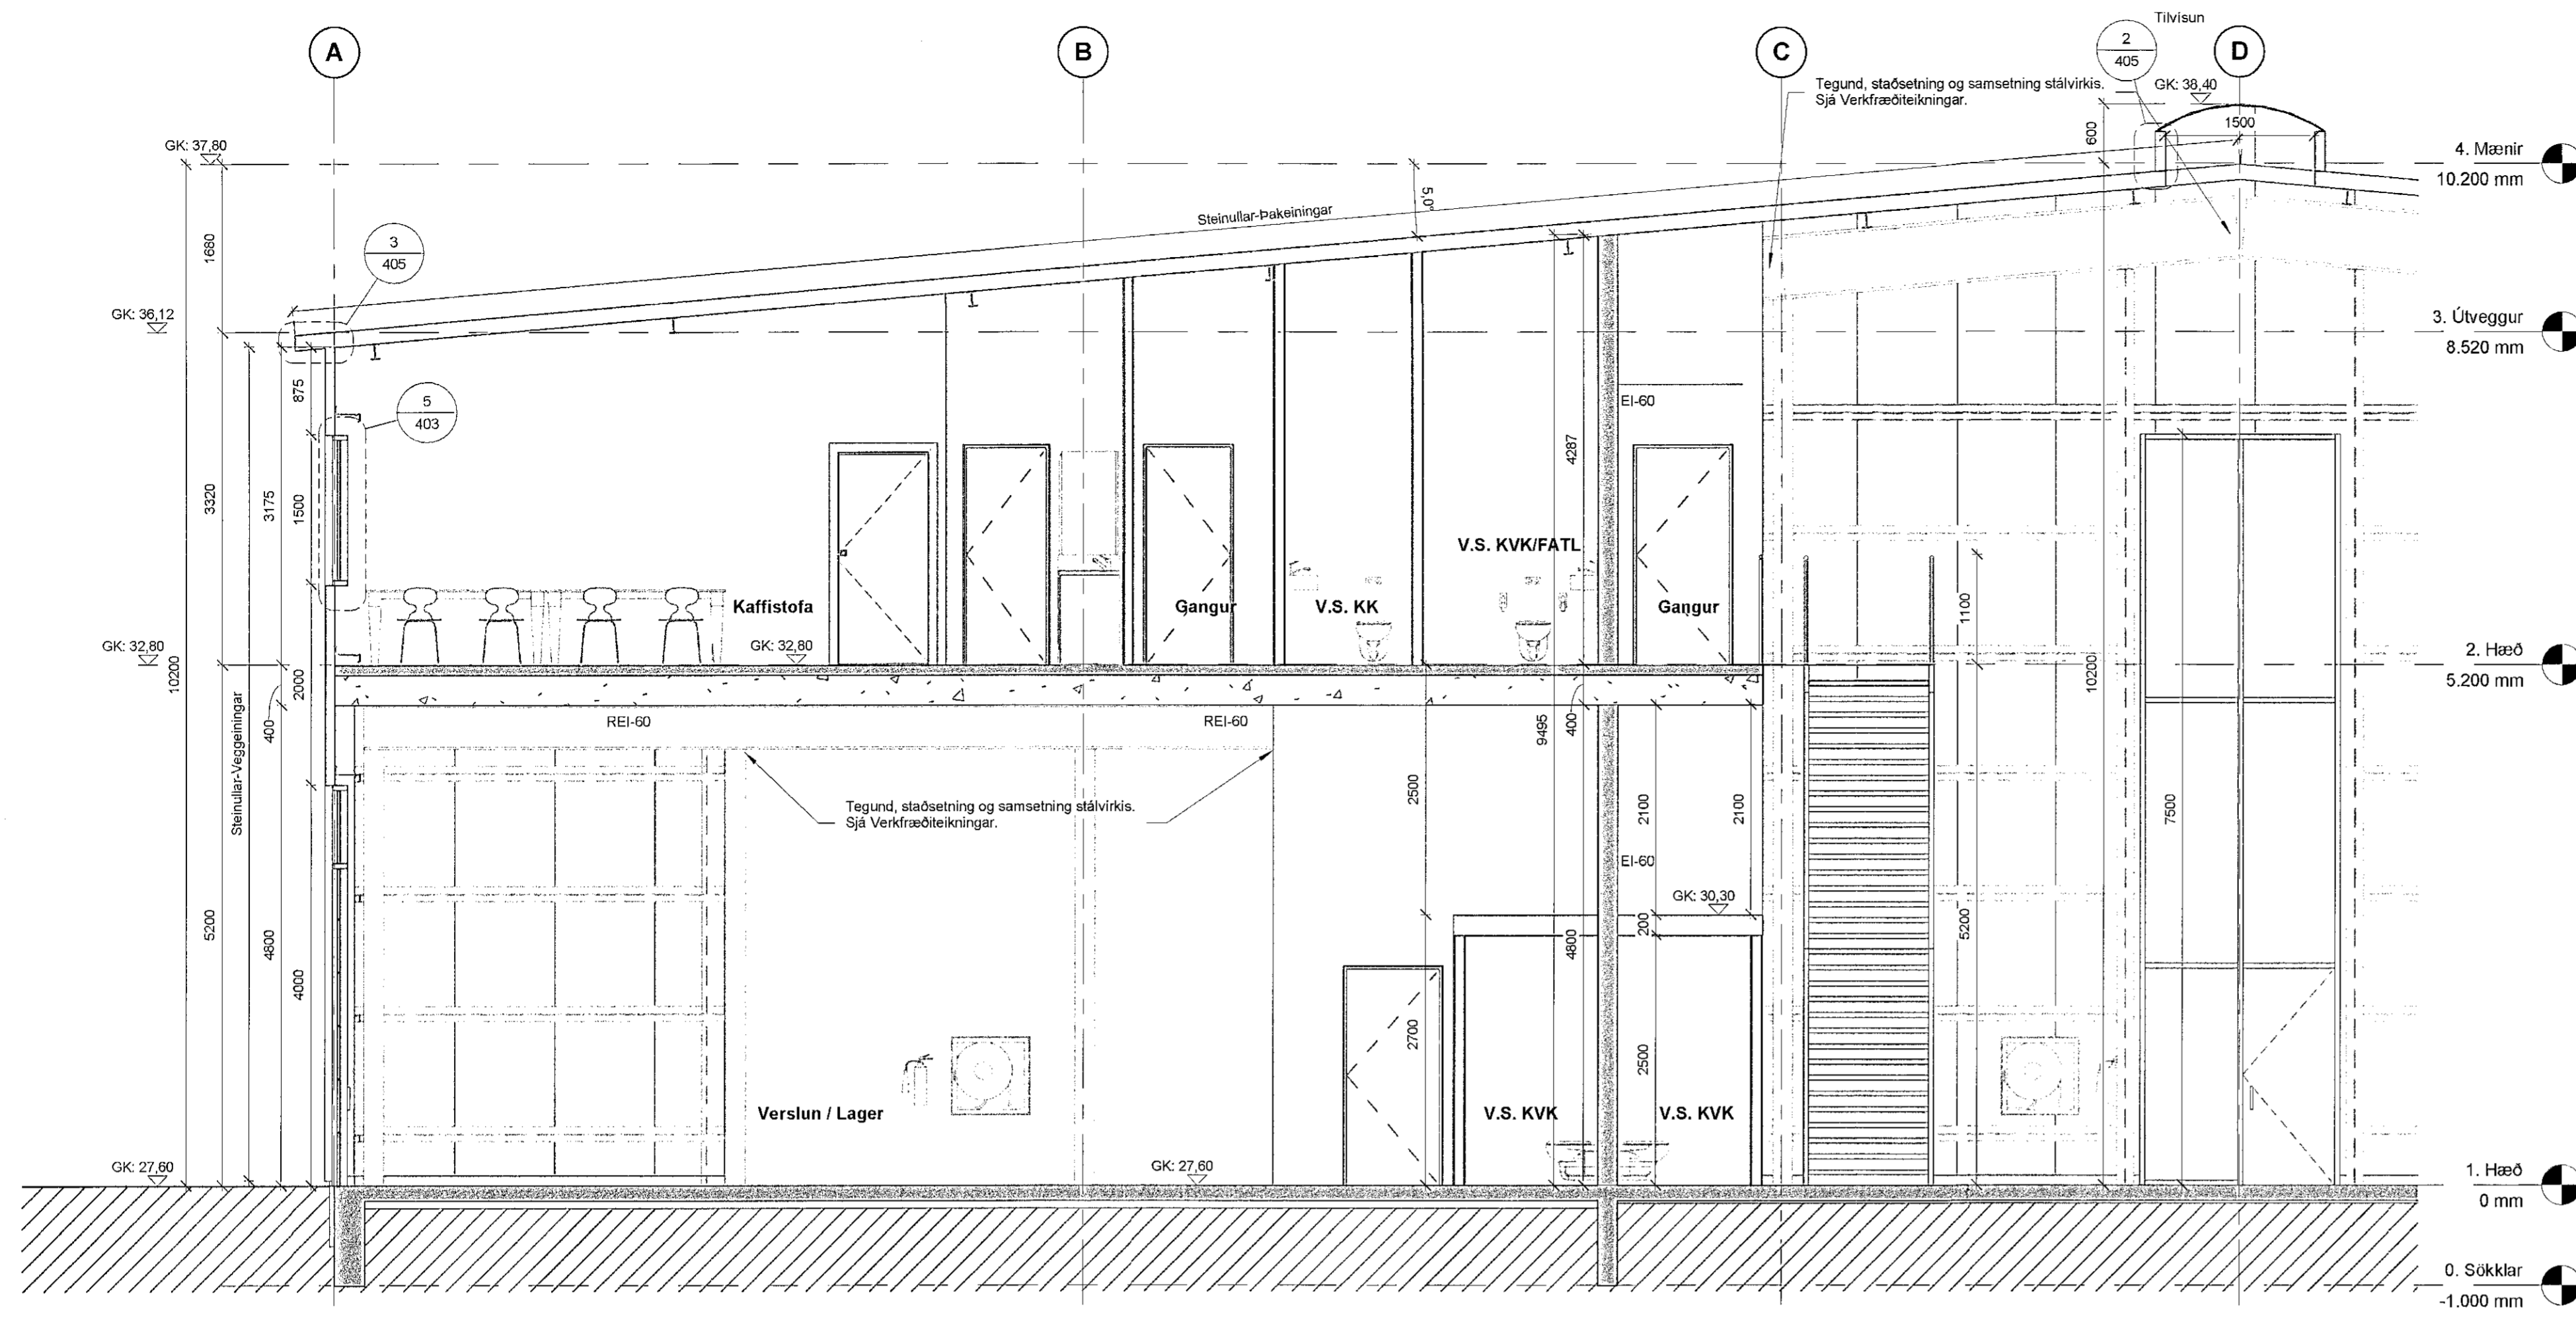 Tilvísun
A
B
C
2
405
D
Tegund, staðsetning og samsetning stálvirkis.
Sjá Verkfræðiteikningar.
GK: 38,40
600
1500
GK: 37,80
4. Mænir
10.200 mm
5,0°
Steinullar-Þakeiningar
1680
3
405
GK: 36,12
3. Útveggur
8.520 mm
875
5
403
EI-60
4287
3320
3175
1500
V.S. KVK/FATL
Kaffistofa
Gangur
V.S. KK
Gangur
1100
GK: 32,80
GK: 32,80
2. Hæð
5.200 mm
10200
2000
10200
400
Steinullar-Veggeiningar
REI-60
REI-60
9495
400
2500
Tegund, staðsetning og samsetning stálvirkis.
Sjá Verkfræðiteikningar.
2100
2100
7500
EI-60
GK: 30,30
5200
4800
4000
200
4800
5200
2700
2500
Verslun / Lager
V.S. KVK
V.S. KVK
GK: 27,60
GK: 27,60
1. Hæð
0 mm
0. Sökklar
-1.000 mm